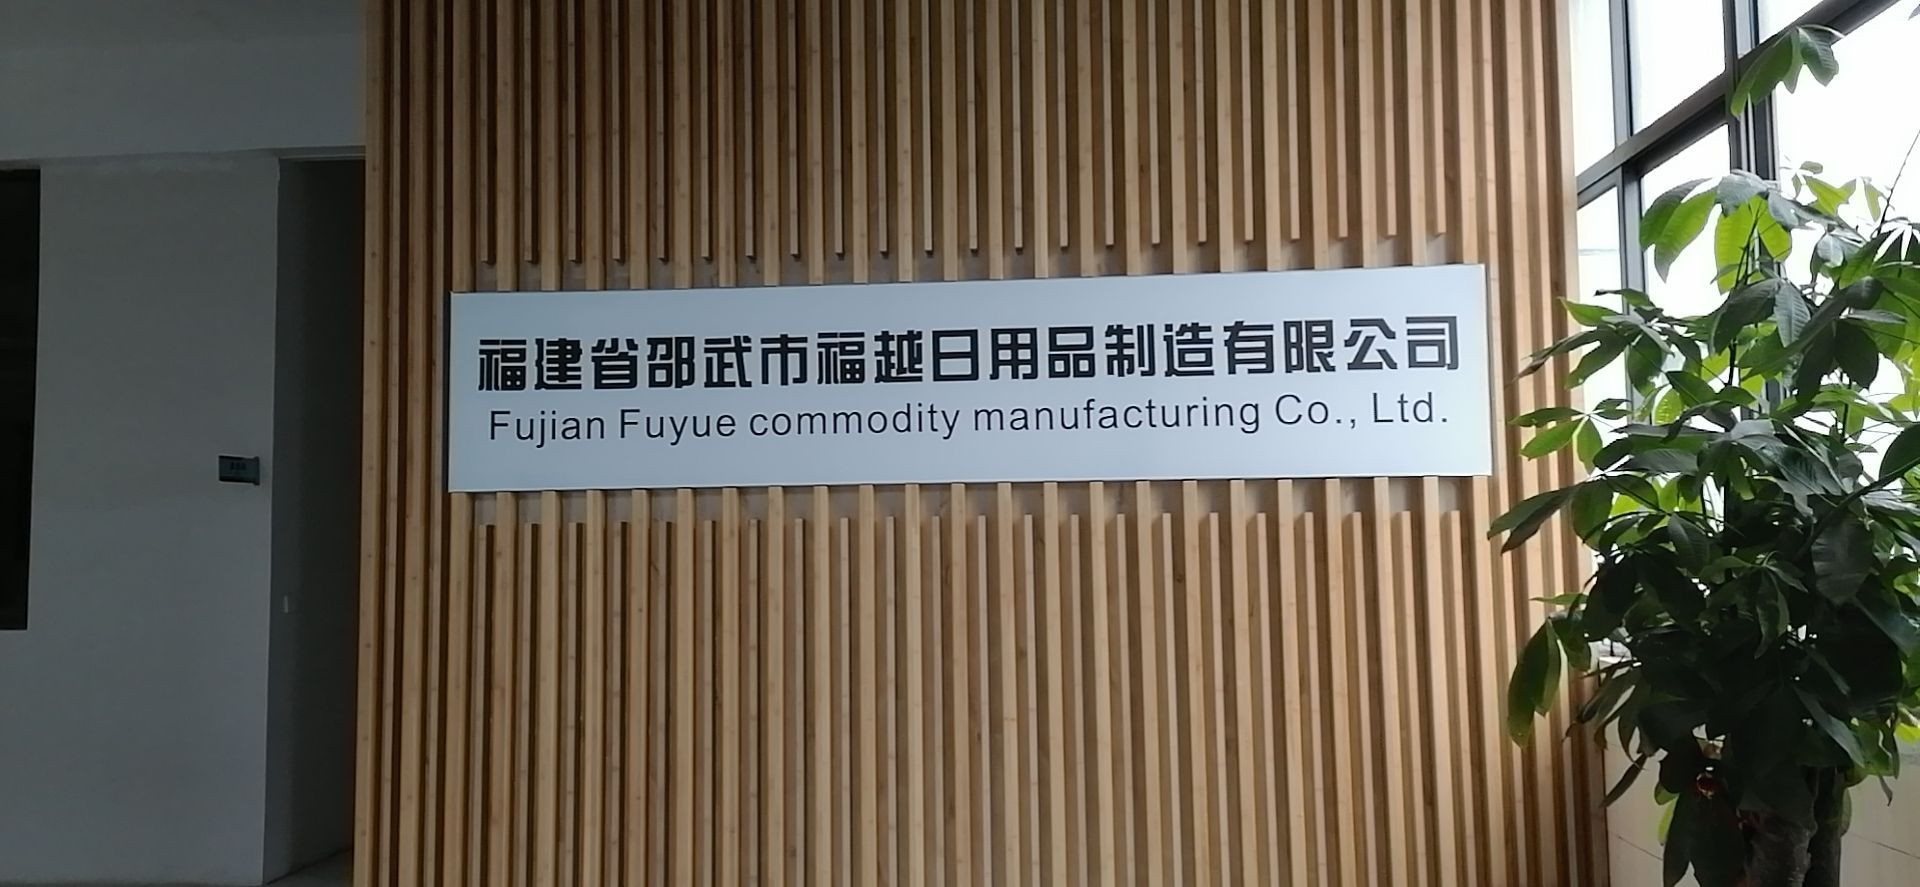 福建省邵武市福越日用品制造有限公司
Fujian Fuyue commodity manufacturing Co., Ltd.